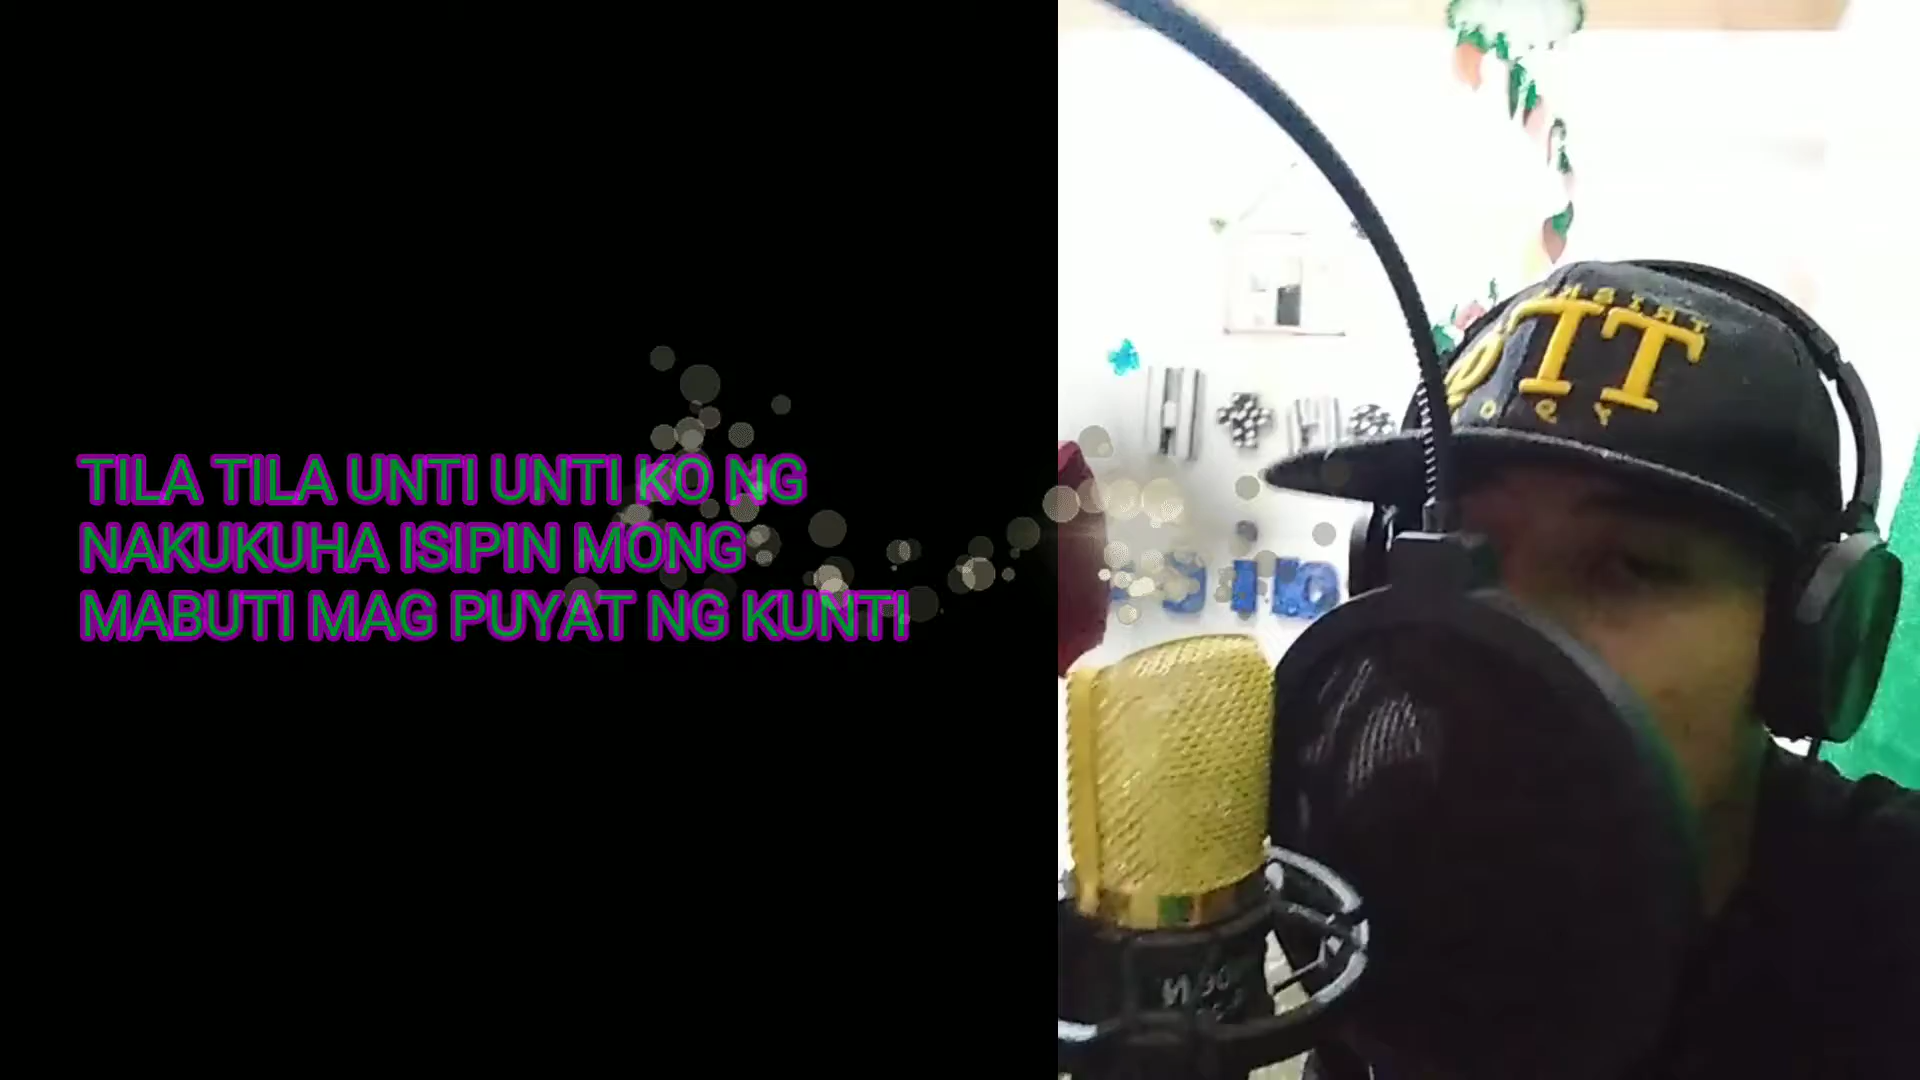 TILA TILA UNTI UNTI KO NG
NAKUKUHA ISIPIN MONG
MABUTI MAG PUYAT NG KUNTI